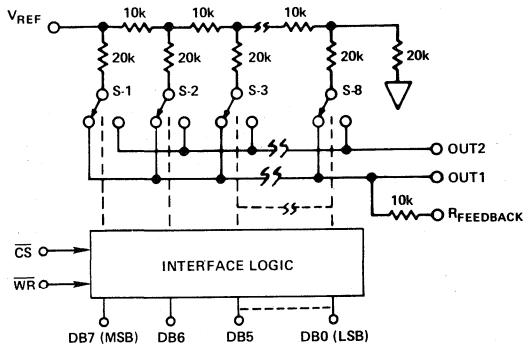 VREF
10k 10k 10k
20k 20k 20k 20k 20k
S-1 S-2 S-3 S-8
OUT2
OUT1
10k
RFEEDBACK
CS
INTERFACE LOGIC
WR
DB7 (MSB) DB6 DB5 DB0 (LSB)